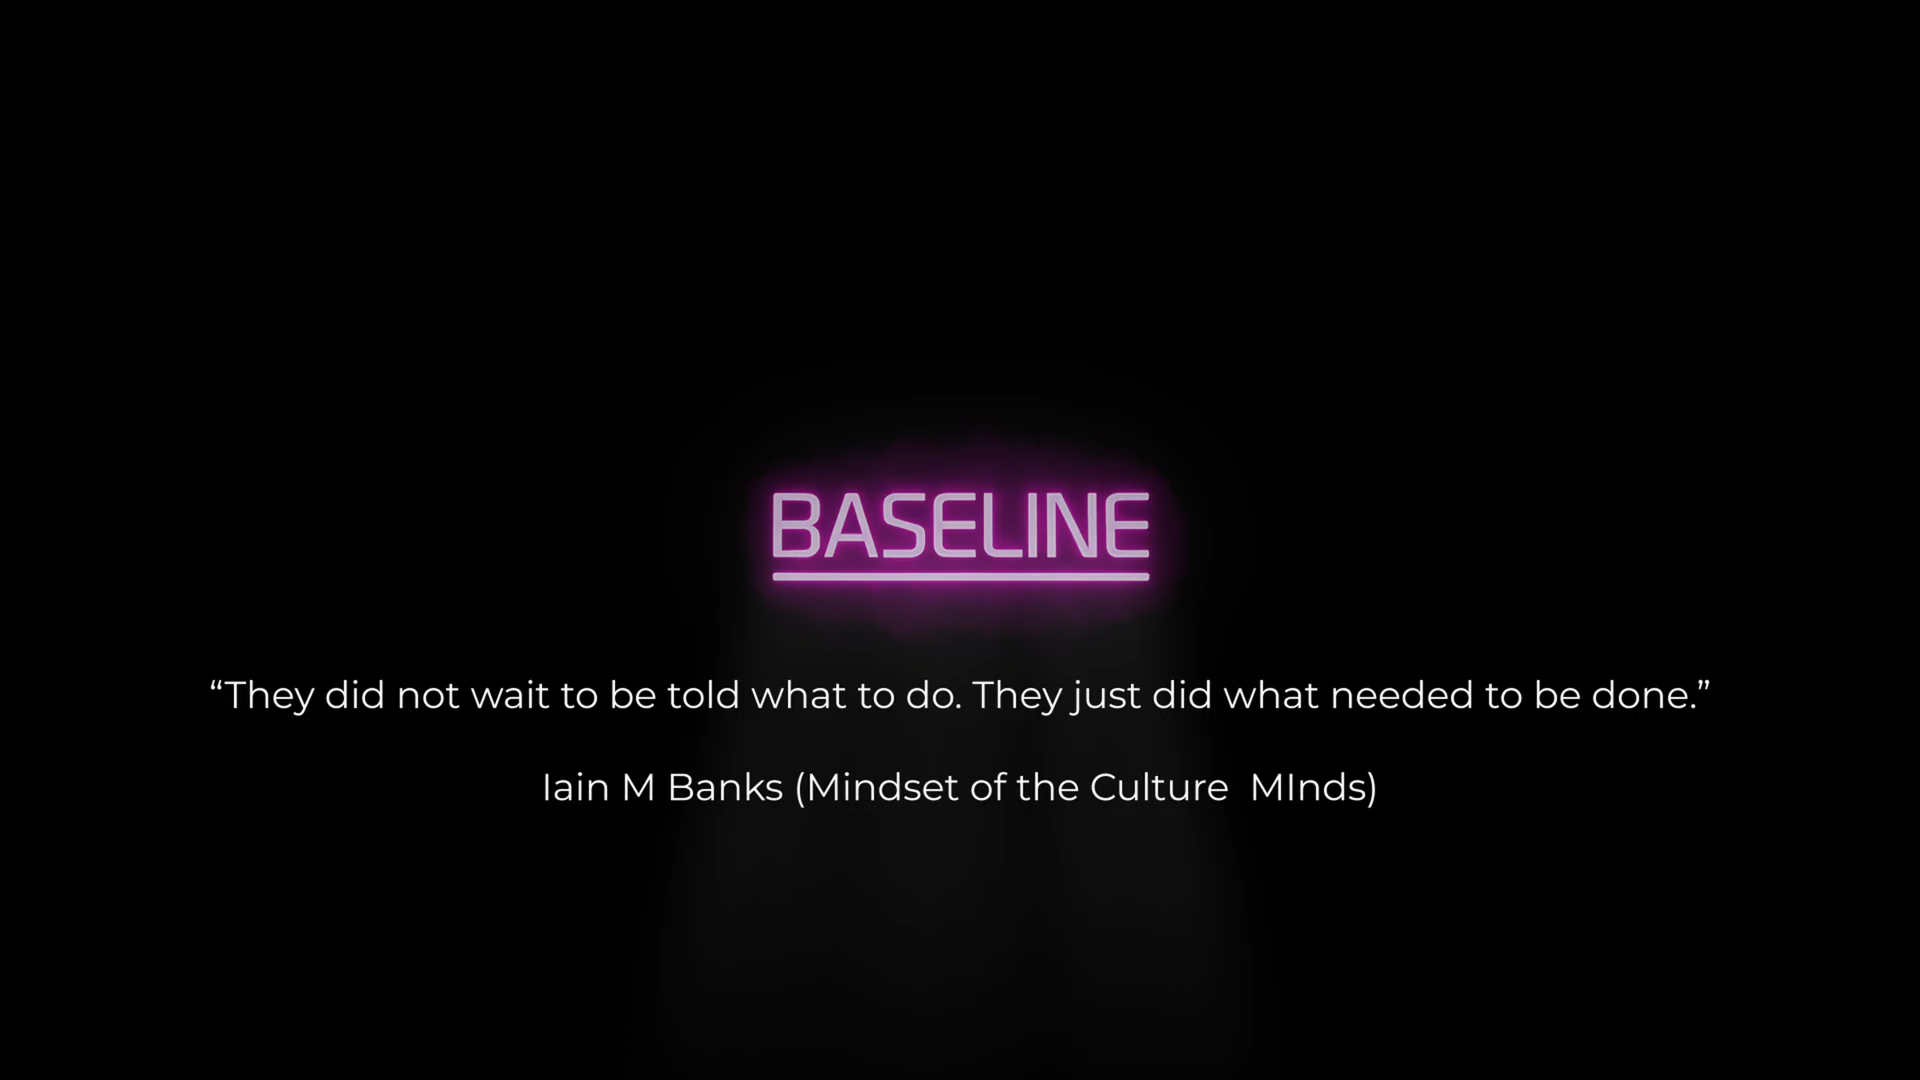 BASELINE
“They did not wait to be told what to do. They just did what needed to be done.”
Iain M Banks (Mindset of the Culture  MInds)